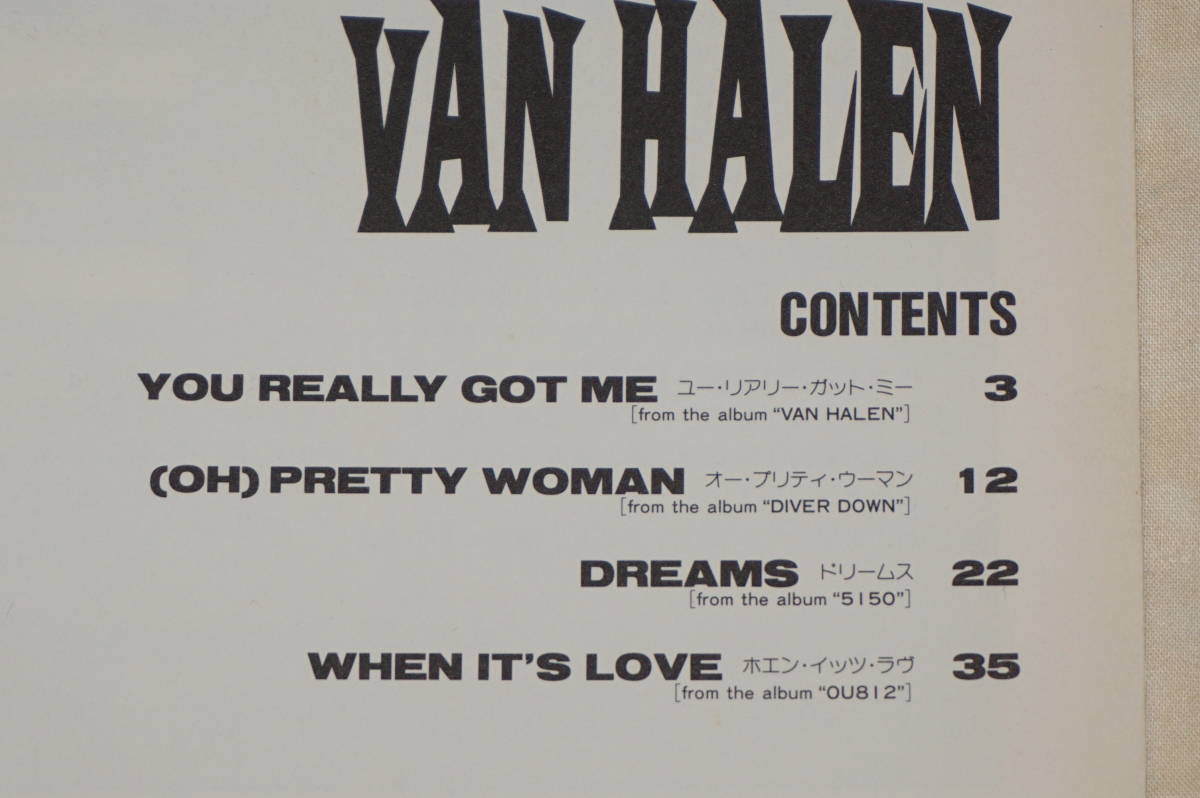 VAN HALEN
CONTENTS
YOU REALLY GOT ME ユー・リアリー・ガット・ミー 3
[from the album “VAN HALEN”]
(OH) PRETTY WOMAN オー・プリティ・ウーマン 12
[from the album “DIVER DOWN”]
DREAMS ドリームス 22
[from the album “5150”]
WHEN IT'S LOVE ホエン・イッツ・ラヴ 35
[from the album “OU812”]